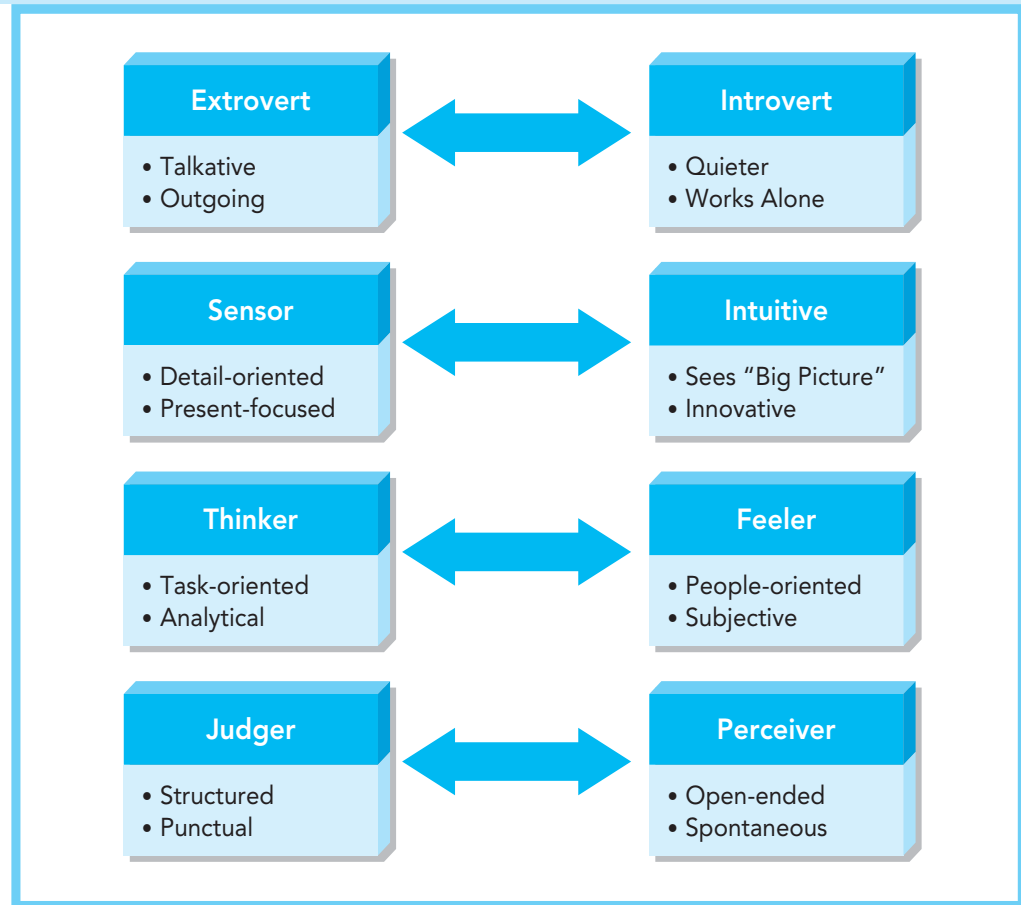 Extrovert
• Talkative
• Outgoing
Introvert
• Quieter
• Works Alone
Sensor
• Detail-oriented
• Present-focused
Intuitive
• Sees “Big Picture”
• Innovative
Thinker
• Task-oriented
• Analytical
Feeler
• People-oriented
• Subjective
Judger
• Structured
• Punctual
Perceiver
• Open-ended
• Spontaneous